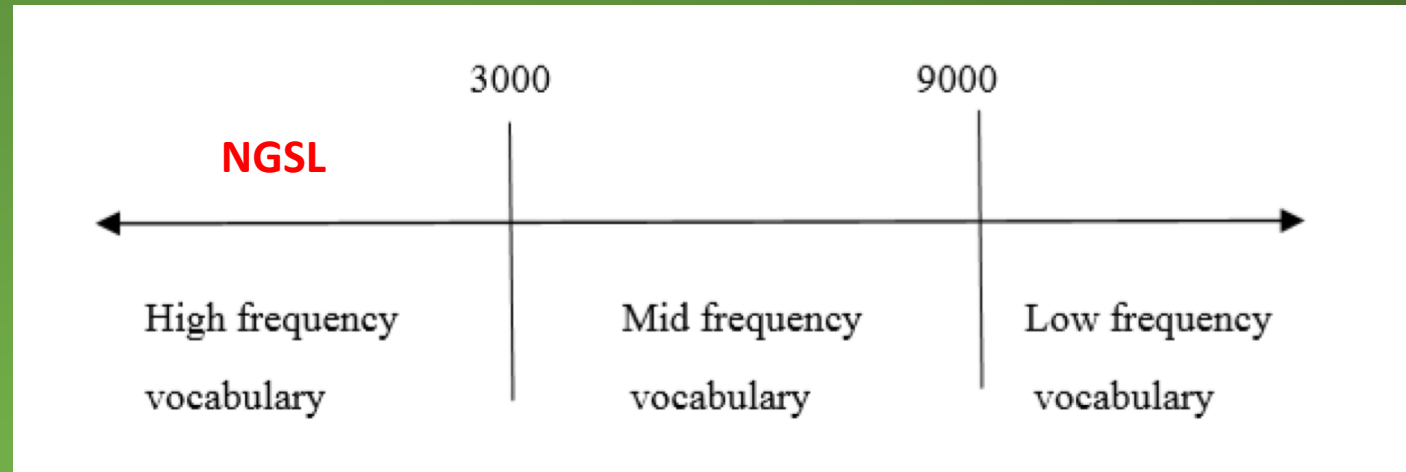 3000
9000
NGSL
High frequency
vocabulary
Mid frequency
vocabulary
Low frequency
vocabulary